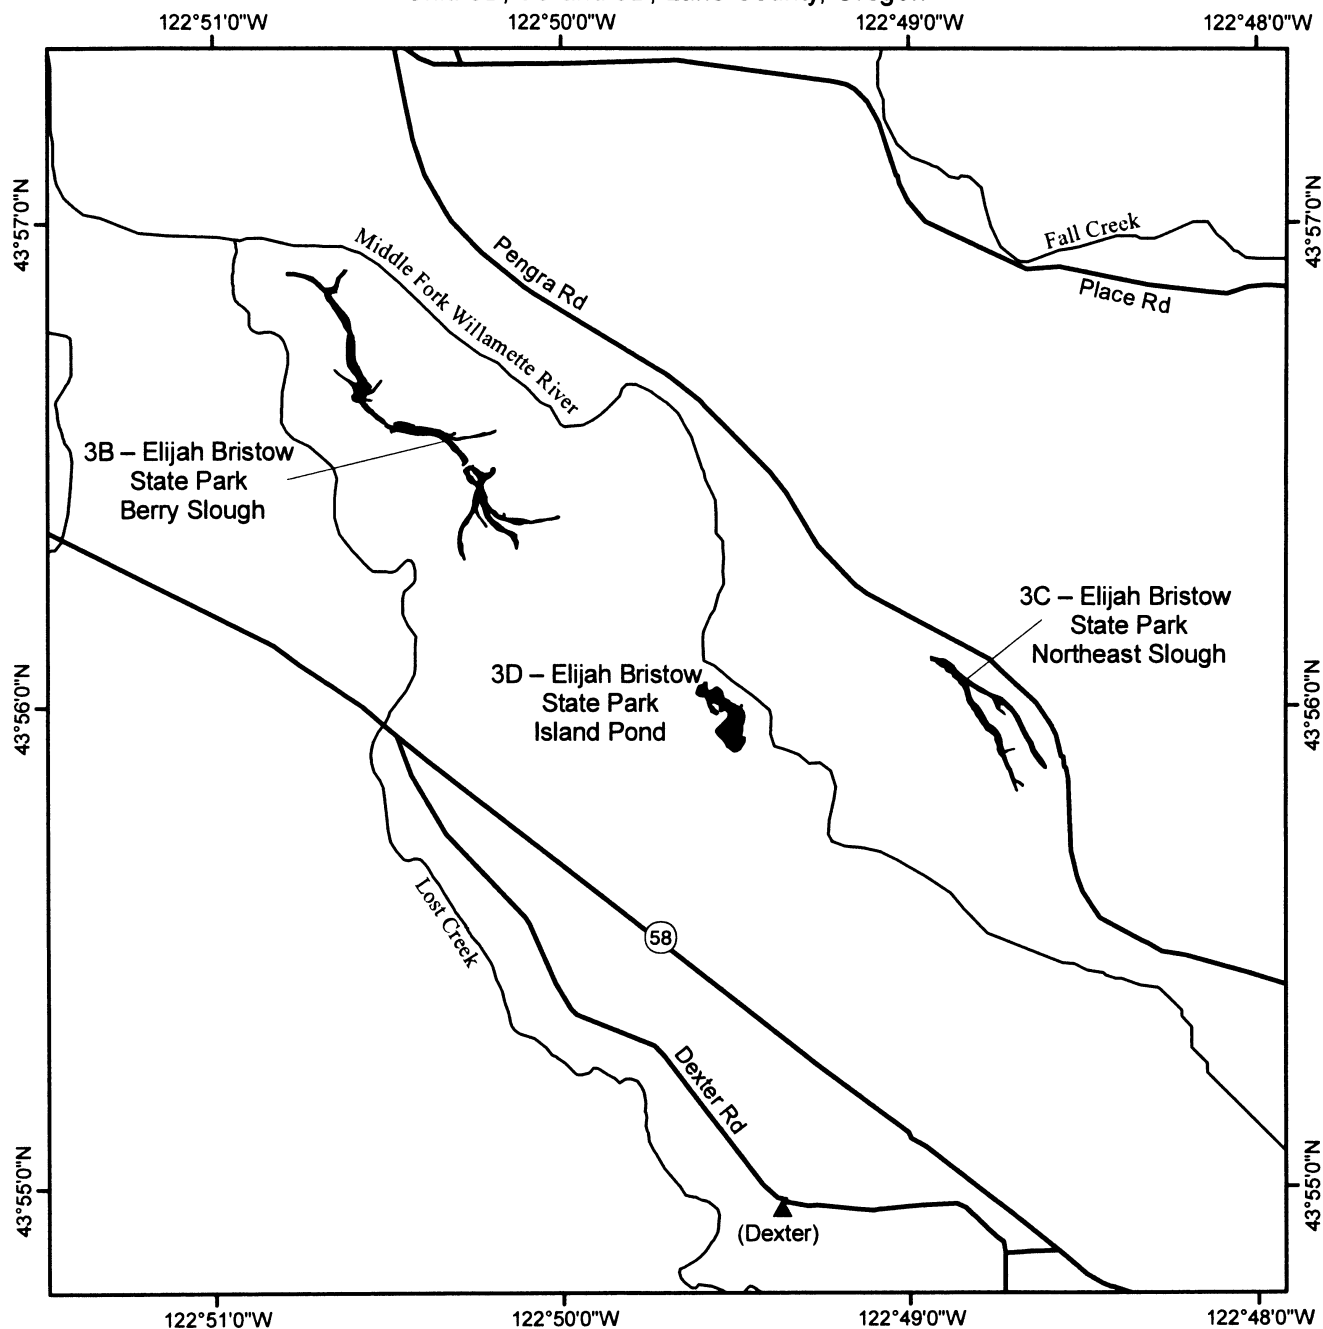 122°51'0"W 122°50'0"W 122°49'0"W 122°48'0"W
43°57'0"N
43°57'0"N
Fall Creek
Place Rd
Pengra Rd
Middle Fork Willamette River
3B – Elijah Bristow
State Park
Berry Slough
3C – Elijah Bristow
State Park
Northeast Slough
3D – Elijah Bristow
State Park
Island Pond
43°56'0"N
43°56'0"N
Lost Creek
58
Dexter Rd
(Dexter)
43°55'0"N
43°55'0"N
122°51'0"W 122°50'0"W 122°49'0"W 122°48'0"W